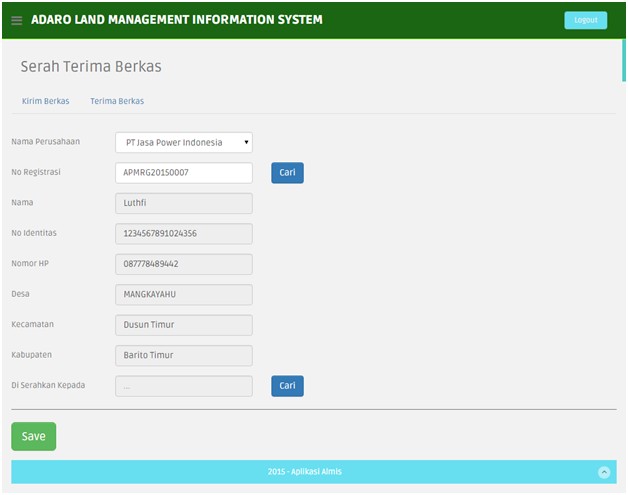 ADARO LAND MANAGEMENT INFORMATION SYSTEM Logout
Serah Terima Berkas
Kirim Berkas Terima Berkas
Nama Perusahaan PT Jasa Power Indonesia
No Registrasi APMRG20150007 Cari
Nama Luthfi
No Identitas 1234567891024356
Nomor HP 087778489442
Desa MANGKAYAHU
Kecamatan Dusun Timur
Kabupaten Barito Timur
Di Serahkan Kepada ... Cari
Save
2015 - Aplikasi Almis